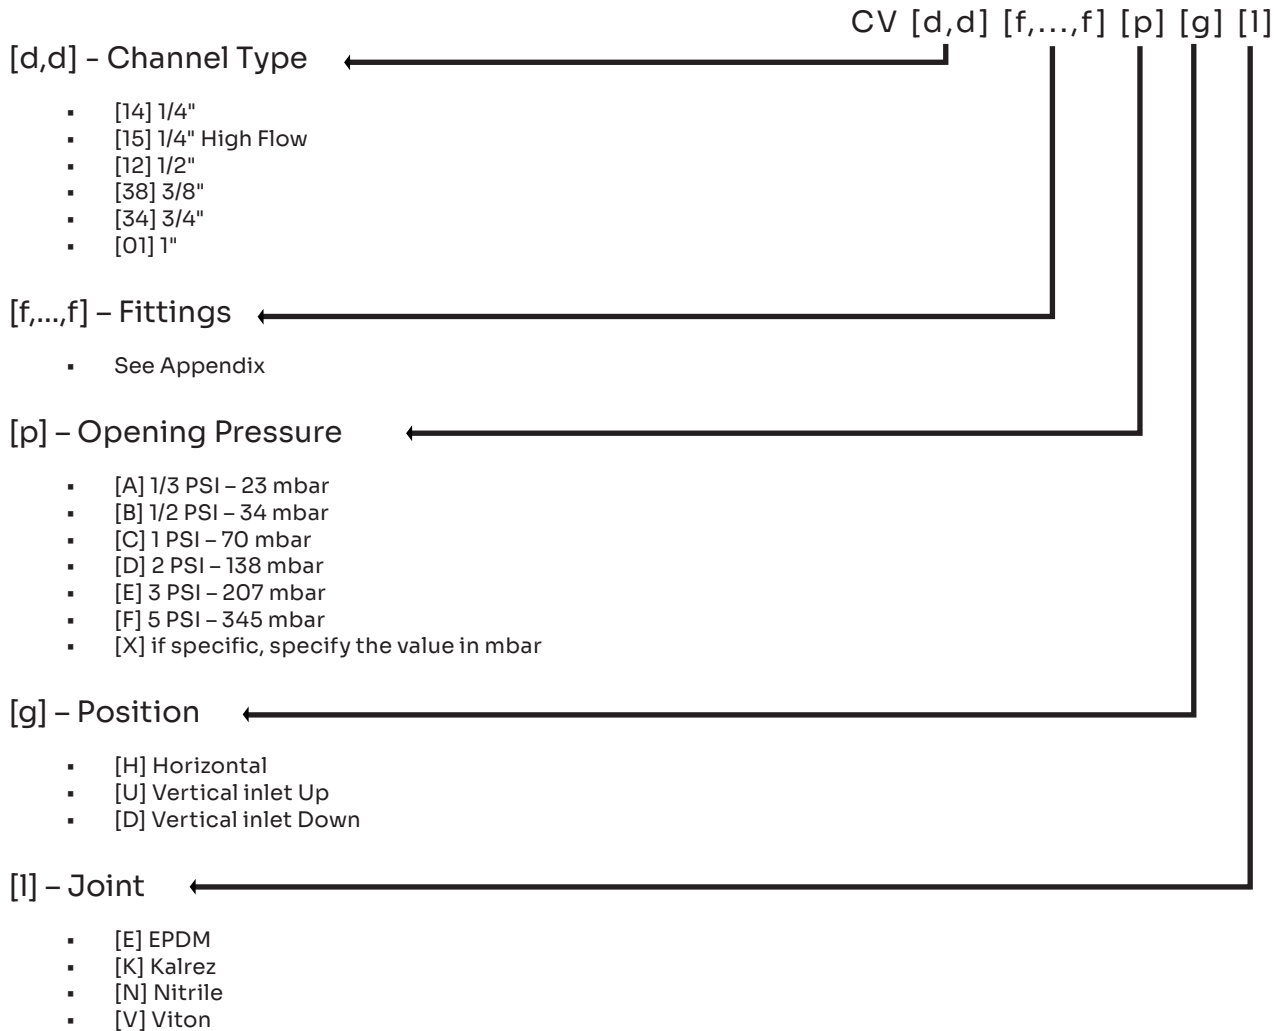 CV [d,d] [f,...,f] [p] [g] [l]
[d,d] - Channel Type
▪ [14] 1/4"
▪ [15] 1/4" High Flow
▪ [12] 1/2"
▪ [38] 3/8"
▪ [34] 3/4"
▪ [01] 1"
[f,...,f] – Fittings
▪ See Appendix
[p] – Opening Pressure
▪ [A] 1/3 PSI – 23 mbar
▪ [B] 1/2 PSI – 34 mbar
▪ [C] 1 PSI – 70 mbar
▪ [D] 2 PSI – 138 mbar
▪ [E] 3 PSI – 207 mbar
▪ [F] 5 PSI – 345 mbar
▪ [X] if specific, specify the value in mbar
[g] – Position
▪ [H] Horizontal
▪ [U] Vertical inlet Up
▪ [D] Vertical inlet Down
[l] – Joint
▪ [E] EPDM
▪ [K] Kalrez
▪ [N] Nitrile
▪ [V] Viton